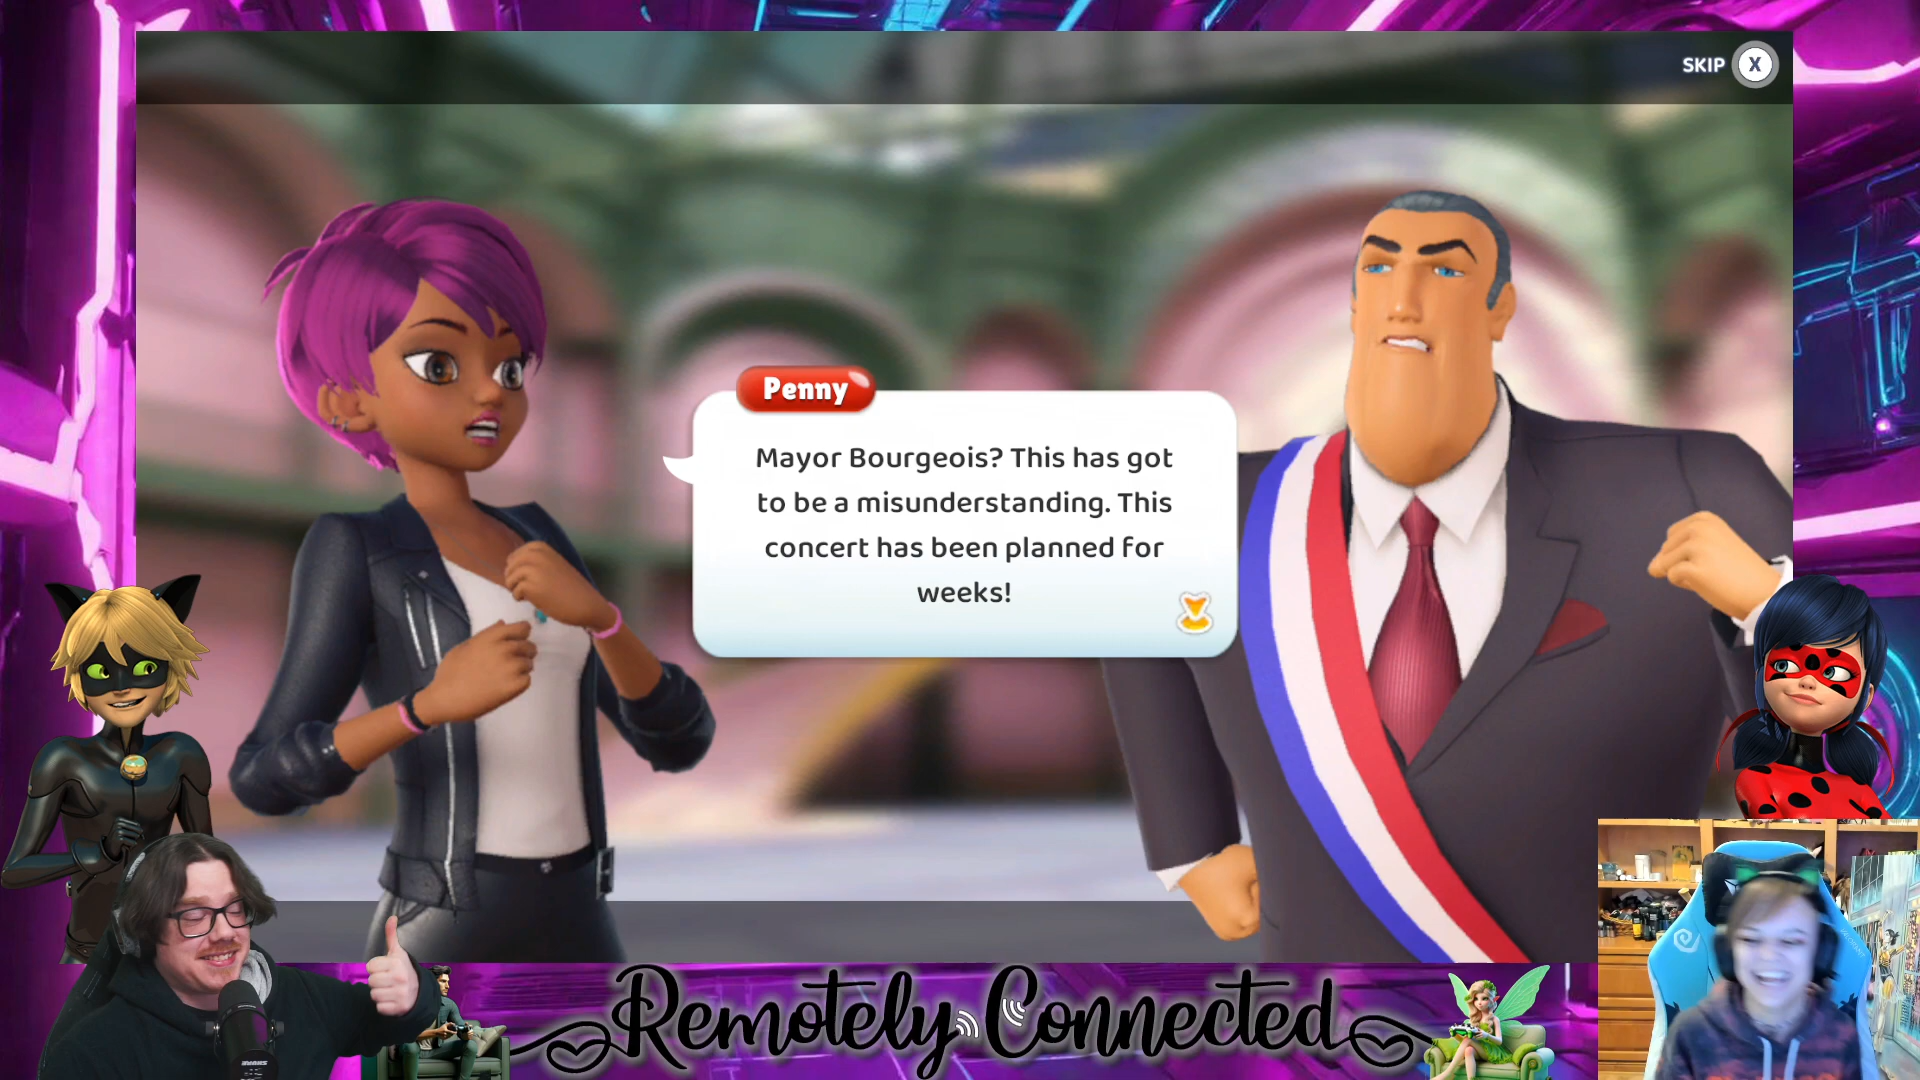 SKIP X
Penny
Mayor Bourgeois? This has got
to be a misunderstanding. This
concert has been planned for
weeks!
Remotely Connected